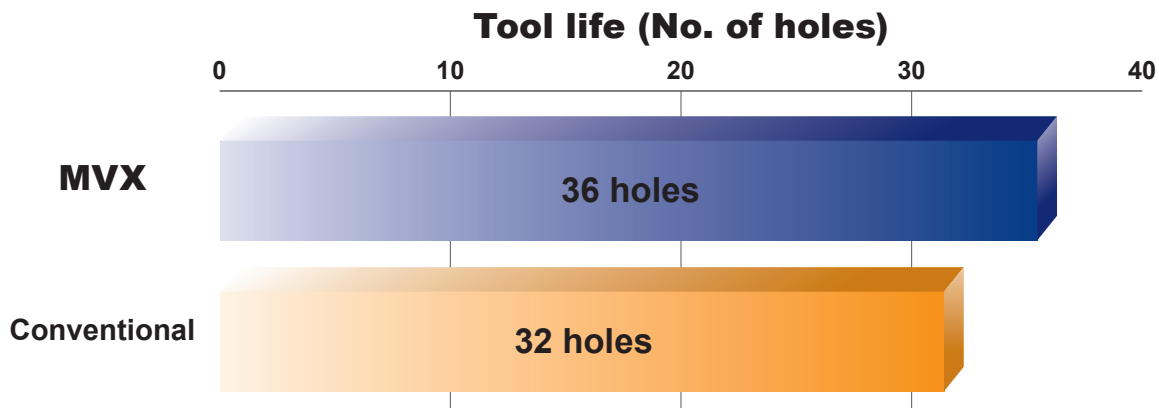 Tool life (No. of holes)
0 10 20 30 40
MVX
36 holes
Conventional
32 holes